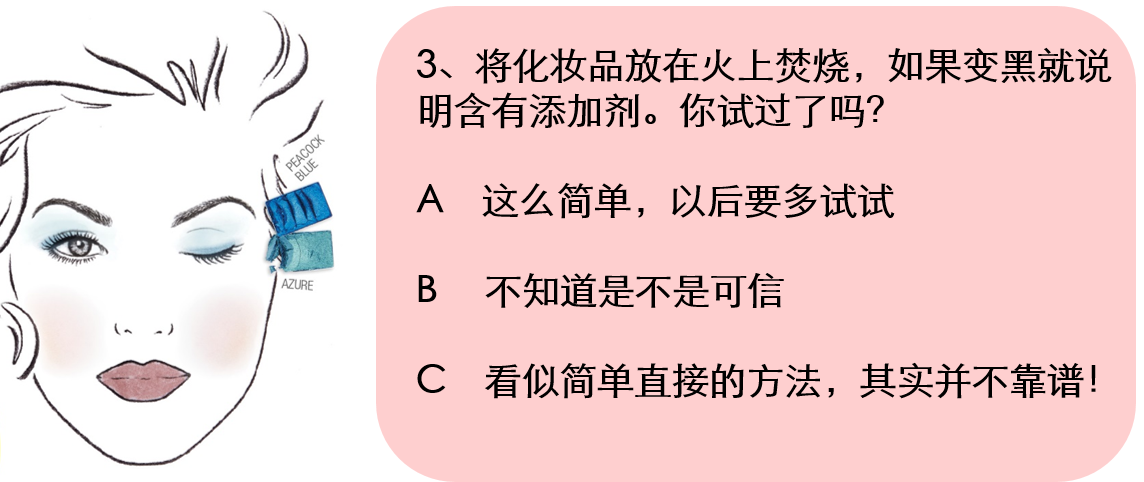 3、将化妆品放在火上焚烧，如果变黑就说
明含有添加剂。你试过了吗?
A 这么简单，以后要多试试
B 不知道是不是可信
C 看似简单直接的方法，其实并不靠谱!
PEACOCK
BLUE
AZURE